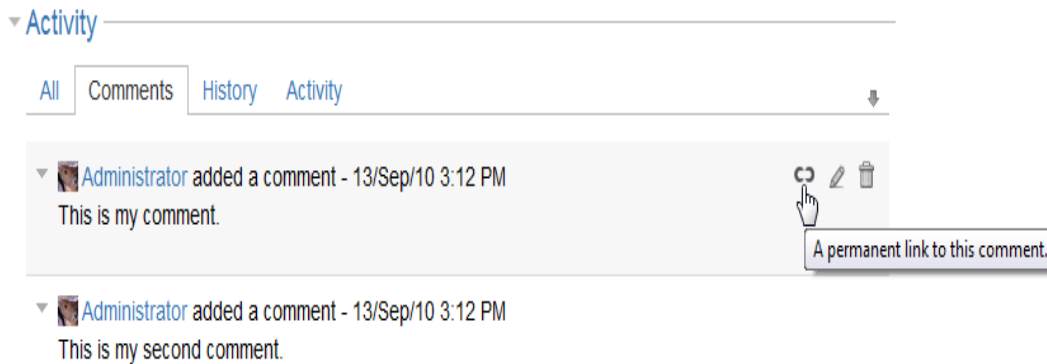 Activity
All Comments History Activity
Administrator added a comment - 13/Sep/10 3:12 PM
This is my comment.
A permanent link to this comment.
Administrator added a comment - 13/Sep/10 3:12 PM
This is my second comment.